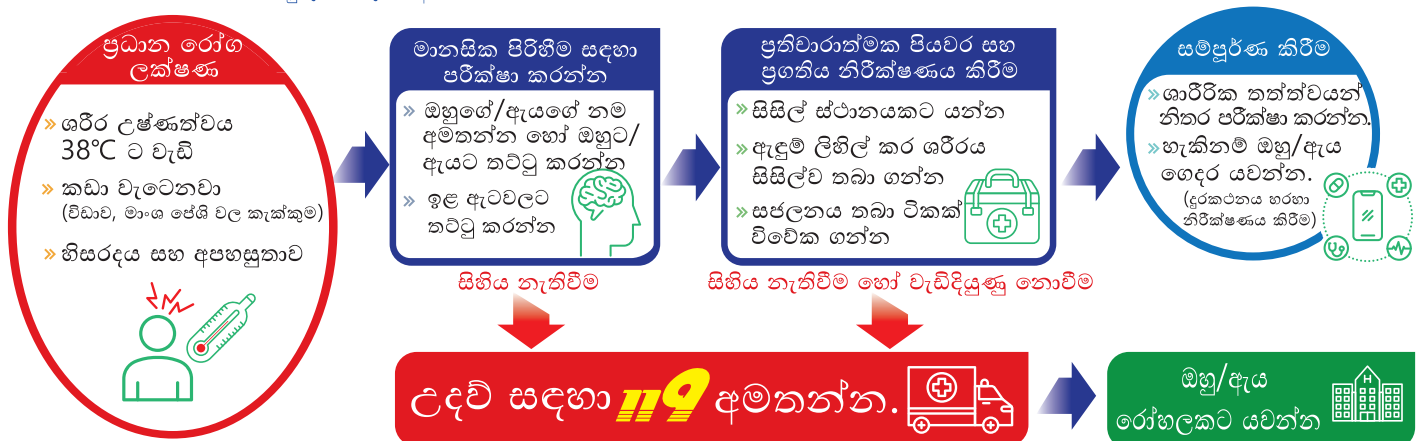 ප්‍රධාන රෝග
ලක්ෂණ
» ශරීර උෂ්ණත්වය
38℃ ට වැඩි
» කඩා වැටෙනවා
(විඩාව, මාංශ පේශි වල කැක්කුම)
» හිසරදය සහ අපහසුතාව
මානසික පිරිහීම සඳහා
පරීක්ෂා කරන්න
» ඔහුගේ/ඇයගේ නම
අමතන්න හෝ ඔහුට/
ඇයට තට්ටු කරන්න
» ඉළ ඇටවලට
තට්ටු කරන්න
සිහිය නැතිවීම
ප්‍රතිචාරාත්මක පියවර සහ
ප්‍රගතිය නිරීක්ෂණය කිරීම
» සිසිල් ස්ථානයකට යන්න
» ඇඳුම් ලිහිල් කර ශරීරය
සිසිල්ව තබා ගන්න
» සජලනය තබා ටිකක්
විවේක ගන්න
සිහිය නැතිවීම හෝ වැඩිදියුණු නොවීම
සම්පූර්ණ කිරීම
» ශාරීරික තත්ත්වයන්
නිතර පරීක්ෂා කරන්න.
» හැකිනම් ඔහු/ඇය
ගෙදර යවන්න.
(දුරකථනය හරහා
නිරීක්ෂණය කිරීම)
උදව් සඳහා 119 අමතන්න.
ඔහු/ඇය
රෝහලකට යවන්න
H